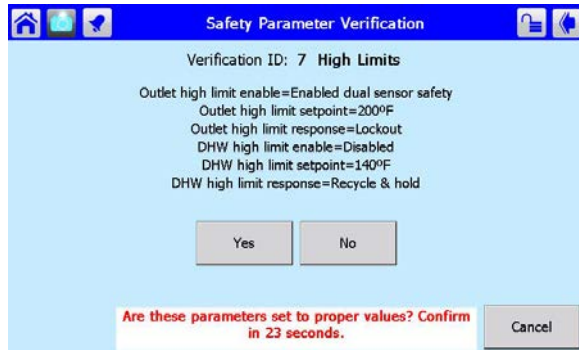 Safety Parameter Verification
Verification ID: 7 High Limits
Outlet high limit enable=Enabled dual sensor safety
Outlet high limit setpoint=200ºF
Outlet high limit response=Lockout
DHW high limit enable=Disabled
DHW high limit setpoint=140ºF
DHW high limit response=Recycle & hold
Yes
No
Are these parameters set to proper values? Confirm
in 23 seconds.
Cancel